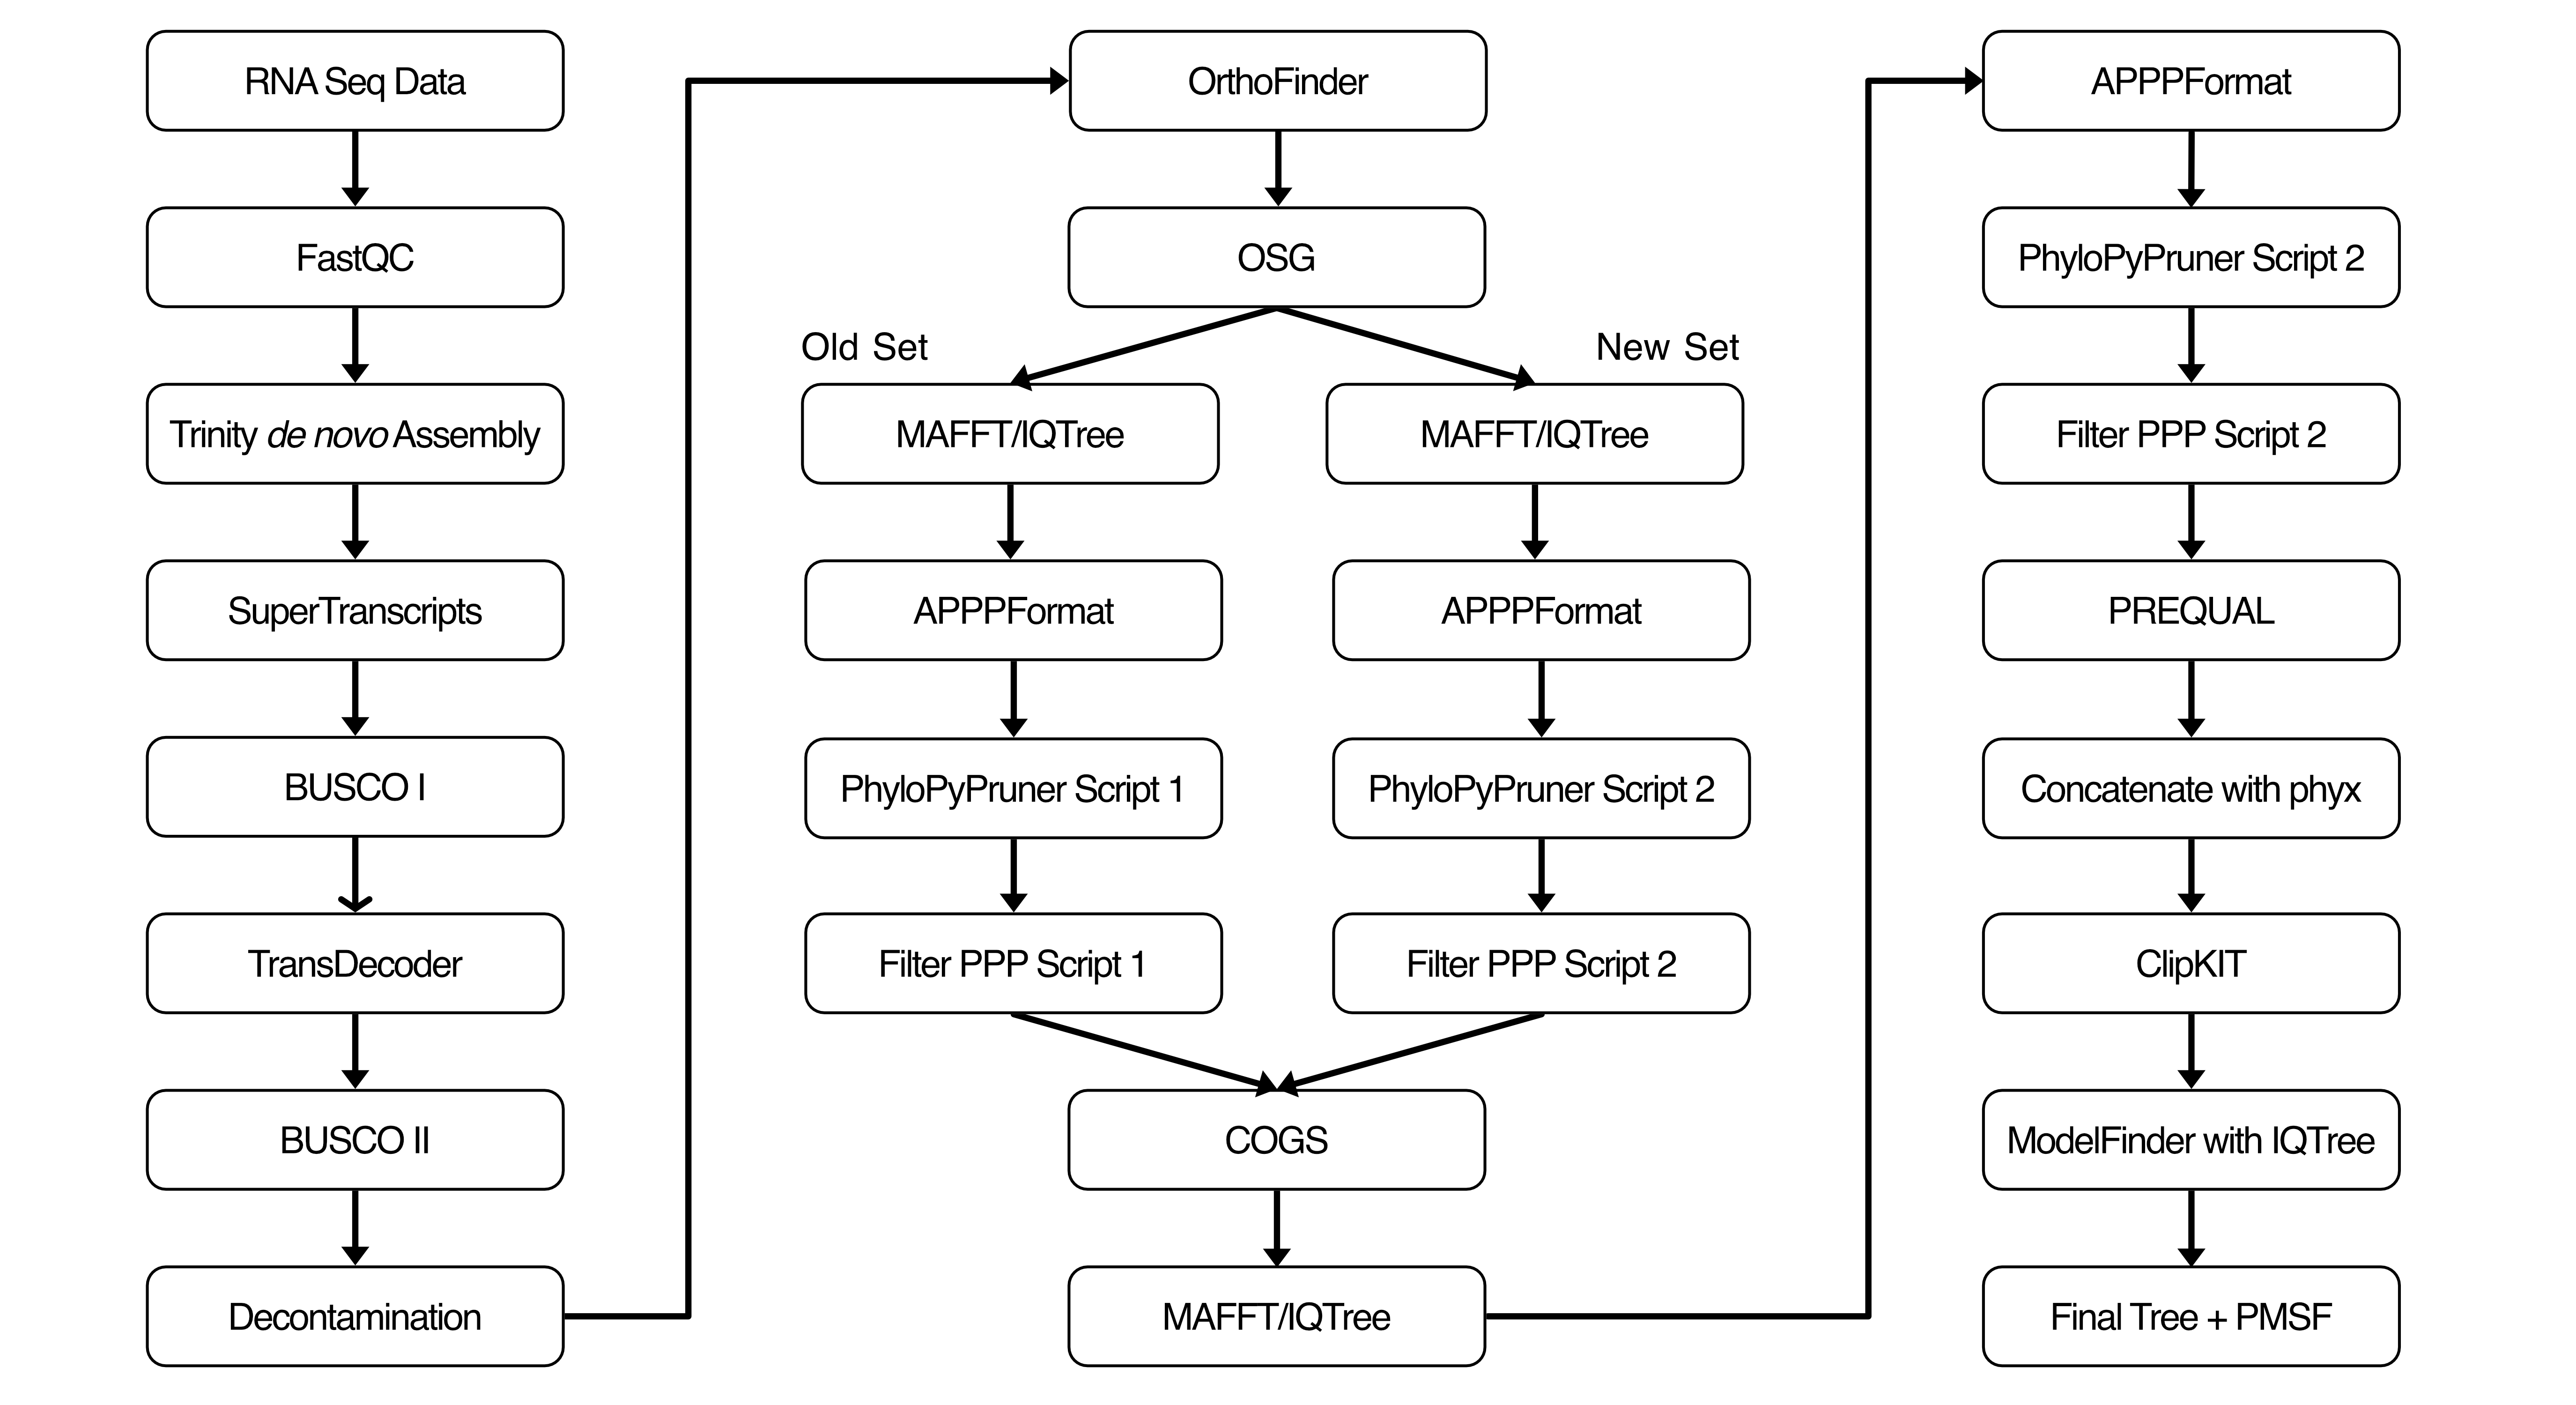 RNA Seq Data
FastQC
Trinity de novo Assembly
SuperTranscripts
BUSCO I
TransDecoder
BUSCO II
Decontamination
OrthoFinder
OSG
Old Set
New Set
MAFFT/IQTree
MAFFT/IQTree
APPPFormat
APPPFormat
PhyloPyPruner Script 1
PhyloPyPruner Script 2
Filter PPP Script 1
Filter PPP Script 2
COGS
MAFFT/IQTree
APPPFormat
PhyloPyPruner Script 2
Filter PPP Script 2
PREQUAL
Concatenate with phyx
ClipKIT
ModelFinder with IQTree
Final Tree + PMSF